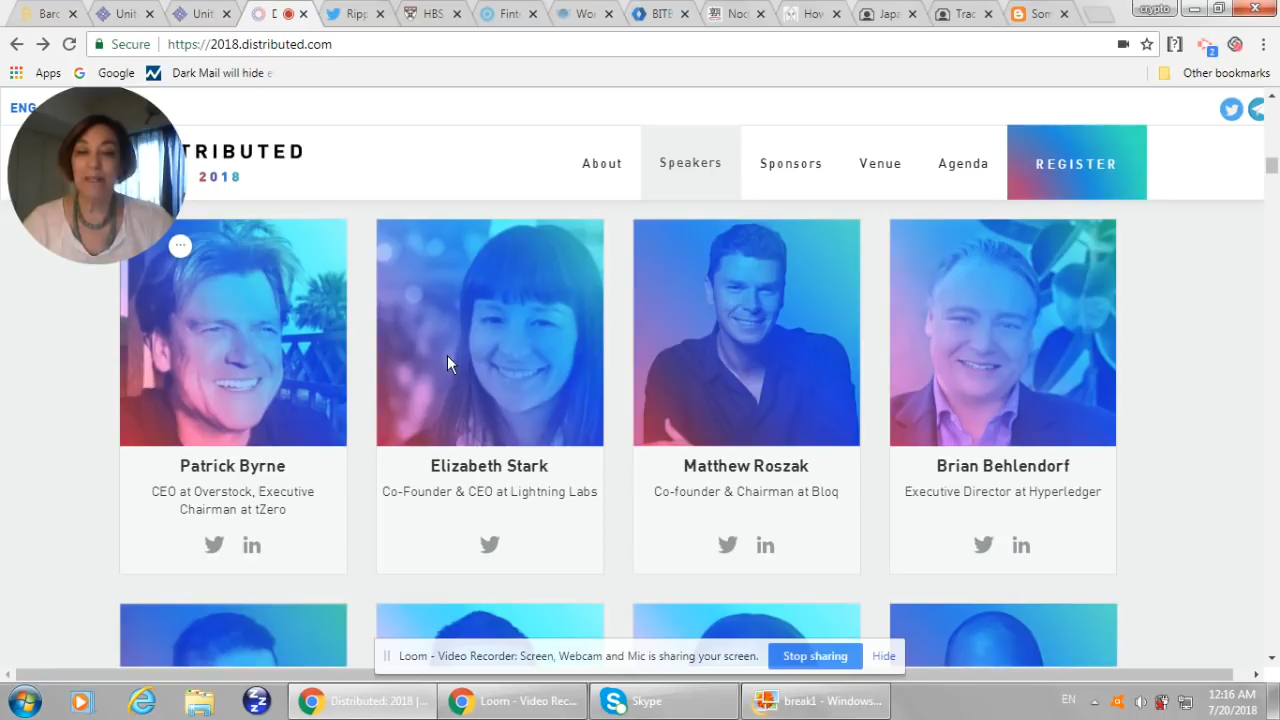 Barc
Unit
Unit
D
Ripp
HBS
Finte
Wor
BITE
Nos
How
Japa
Trac
Som
crypto
Secure
https://2018.distributed.com
Apps
Google
Dark Mail will hide e
Other bookmarks
ENG
TRIBUTED
2018
About
Speakers
Sponsors
Venue
Agenda
REGISTER
Patrick Byrne
CEO at Overstock, Executive
Chairman at tZero
Elizabeth Stark
Co-Founder & CEO at Lightning Labs
Matthew Roszak
Co-founder & Chairman at Bloq
Brian Behlendorf
Executive Director at Hyperledger
Loom - Video Recorder: Screen, Webcam and Mic is sharing your screen.
Stop sharing
Hide
Distributed: 2018 | ...
Loom - Video Rec...
Skype
break1 - Windows...
EN
12:16 AM
7/20/2018